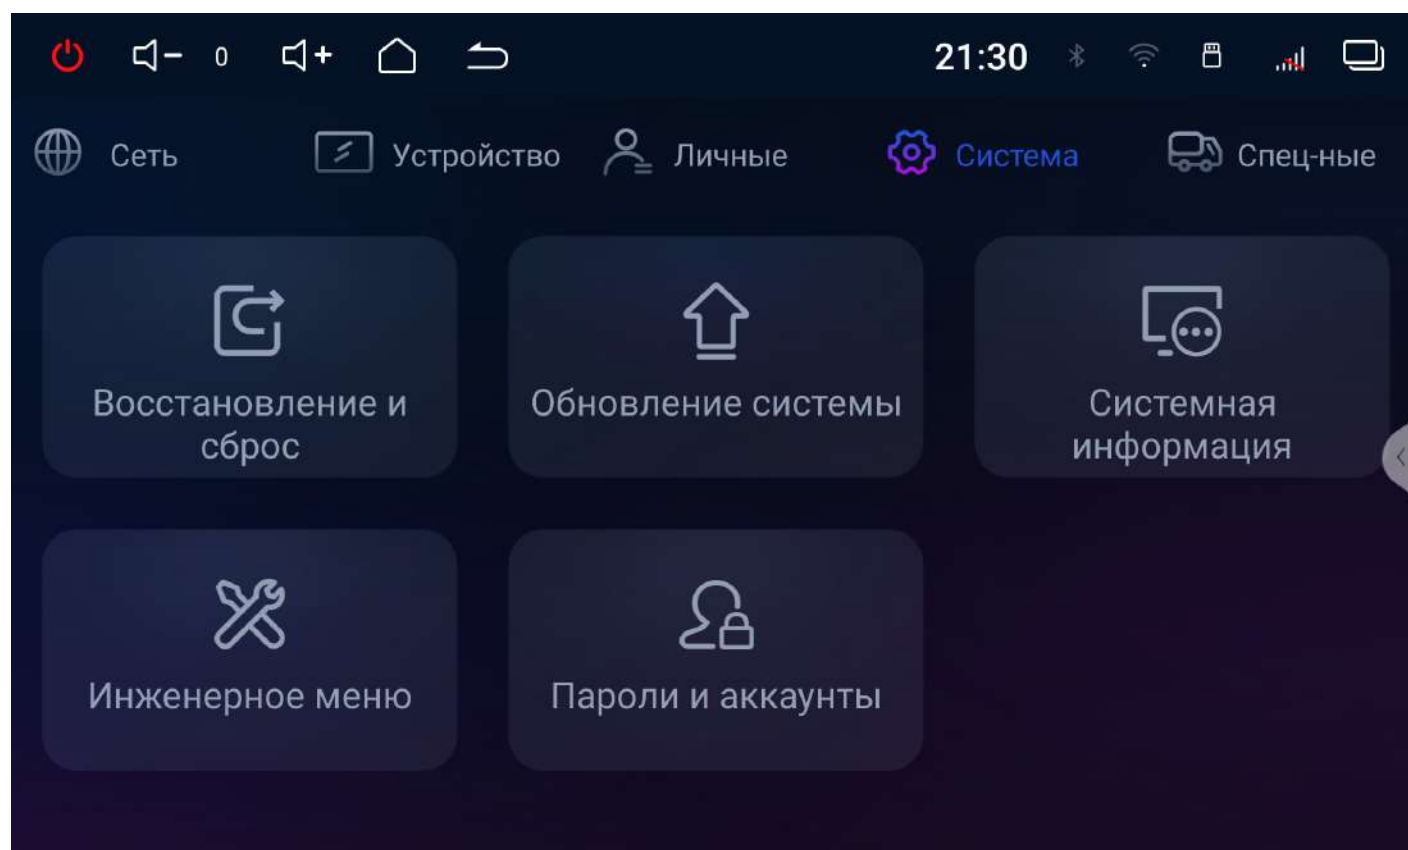 0 21:30
Сеть Устройство Личные Система Спец-ные
Восстановление и
сброс
Обновление системы
Системная
информация
Инженерное меню
Пароли и аккаунты